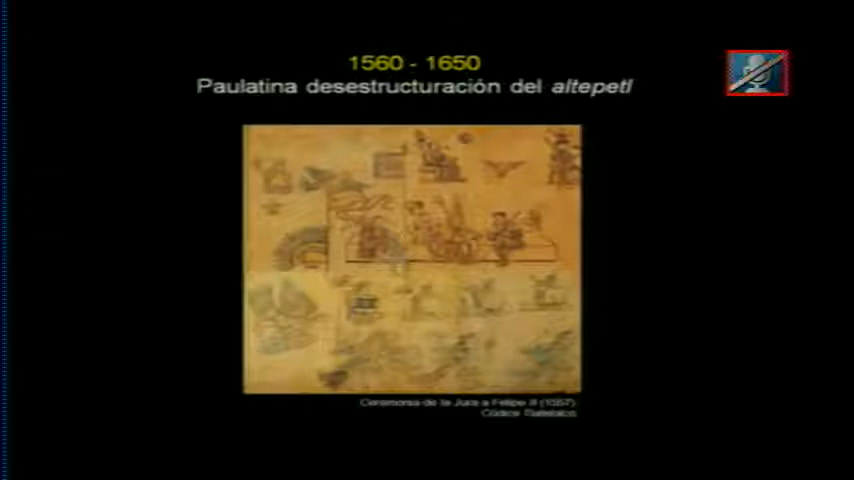 1560 - 1650
Paulatina desestructuración del altepetl
Ceremonia de la Jura a Felipe II (1557)
Códice Tlatelolco